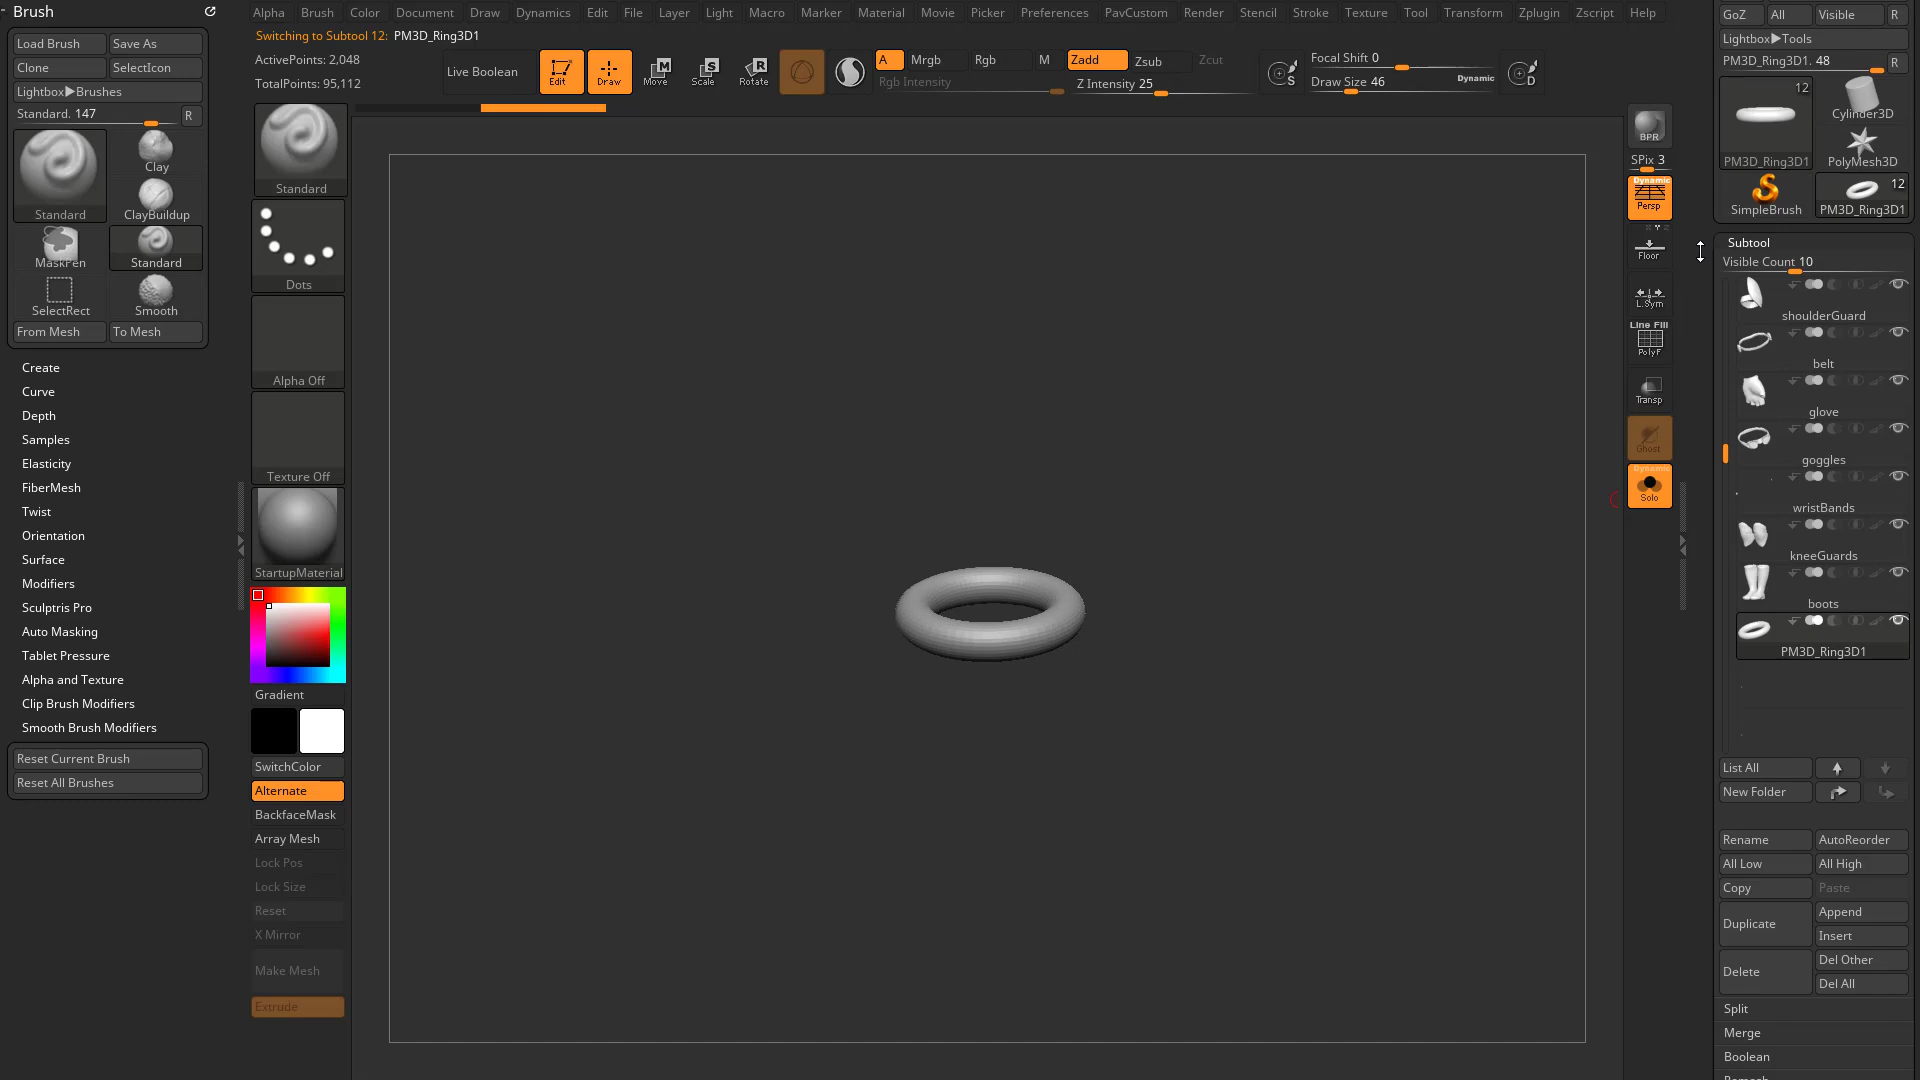 Brush
Load Brush
Save As
Clone
SelectIcon
Lightbox▶Brushes
Standard. 147
R
Standard
Clay
ClayBuildup
MaskPen
Standard
SelectRect
Smooth
From Mesh
To Mesh
Create
Curve
Depth
Samples
Elasticity
FiberMesh
Twist
Orientation
Surface
Modifiers
Sculptris Pro
Auto Masking
Tablet Pressure
Alpha and Texture
Clip Brush Modifiers
Smooth Brush Modifiers
Reset Current Brush
Reset All Brushes
Alpha Brush Color Document Draw Dynamics Edit File Layer Light Macro Marker Material Movie Picker Preferences PavCustom Render Stencil Stroke Texture Tool Transform Zplugin Zscript Help
Switching to Subtool 12: PM3D_Ring3D1
ActivePoints: 2,048
TotalPoints: 95,112
Live Boolean
Edit
Draw
M
Move
S
Scale
R
Rotate
A
Mrgb
Rgb
M
Rgb Intensity
Zadd
Zsub
Zcut
Z Intensity 25
S
Focal Shift 0
Draw Size 46
Dynamic
D
Standard
Dots
Alpha Off
Texture Off
StartupMaterial
Gradient
SwitchColor
Alternate
BackfaceMask
Array Mesh
Lock Pos
Lock Size
Reset
X Mirror
Make Mesh
Extrude
BPR
SPix 3
Dynamic
Persp
Floor
L.Sym
Line Fill
PolyF
Transp
Ghost
Dynamic
Solo
GoZ
All
Visible
R
Lightbox▶Tools
PM3D_Ring3D1. 48
R
12
PM3D_Ring3D1
Cylinder3D
PolyMesh3D
SimpleBrush
12
PM3D_Ring3D1
Subtool
Visible Count 10
shoulderGuard
belt
glove
goggles
wristBands
kneeGuards
boots
PM3D_Ring3D1
List All
New Folder
Rename
AutoReorder
All Low
All High
Copy
Paste
Duplicate
Append
Insert
Delete
Del Other
Del All
Split
Merge
Boolean